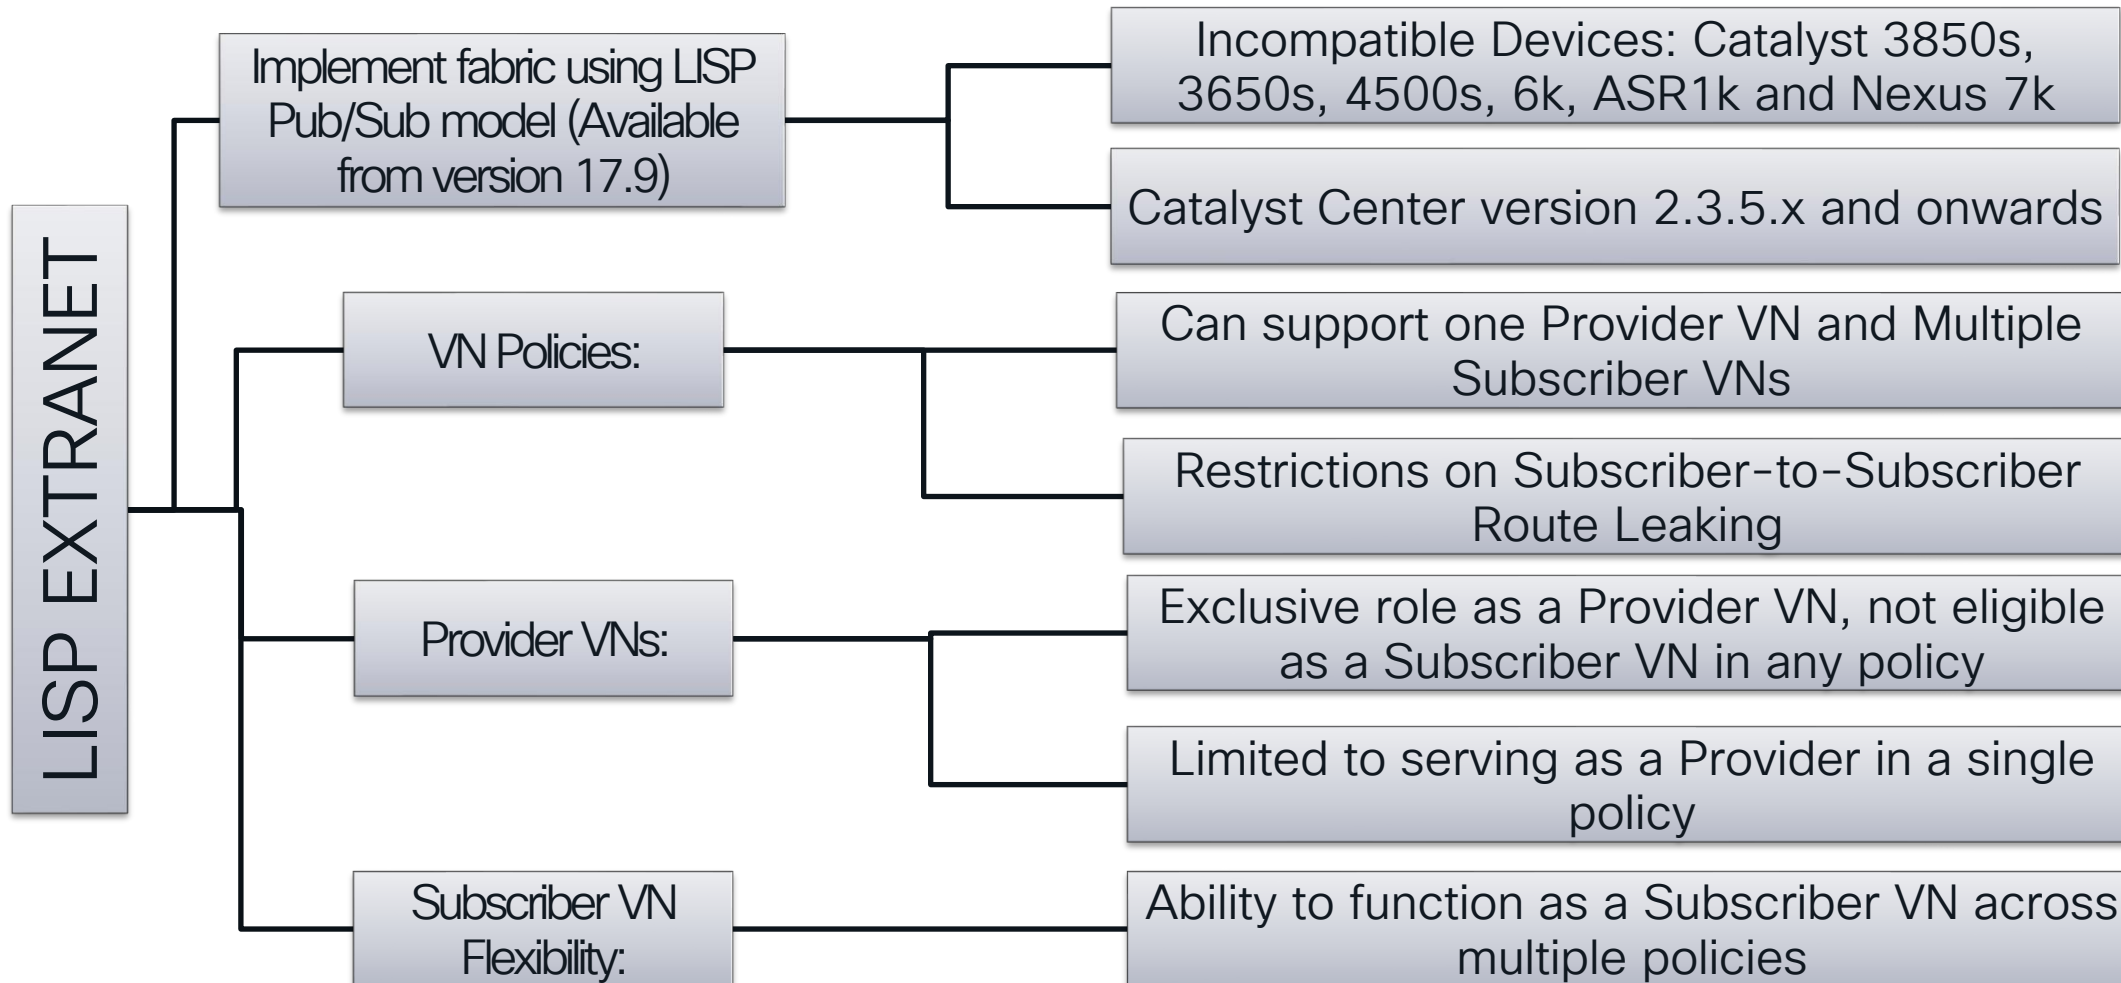 LISP EXTRANET
Implement fabric using LISP
Pub/Sub model (Available
from version 17.9)
Incompatible Devices: Catalyst 3850s,
3650s, 4500s, 6k, ASR1k and Nexus 7k
Catalyst Center version 2.3.5.x and onwards
VN Policies:
Can support one Provider VN and Multiple
Subscriber VNs
Restrictions on Subscriber-to-Subscriber
Route Leaking
Provider VNs:
Exclusive role as a Provider VN, not eligible
as a Subscriber VN in any policy
Limited to serving as a Provider in a single
policy
Subscriber VN
Flexibility:
Ability to function as a Subscriber VN across
multiple policies